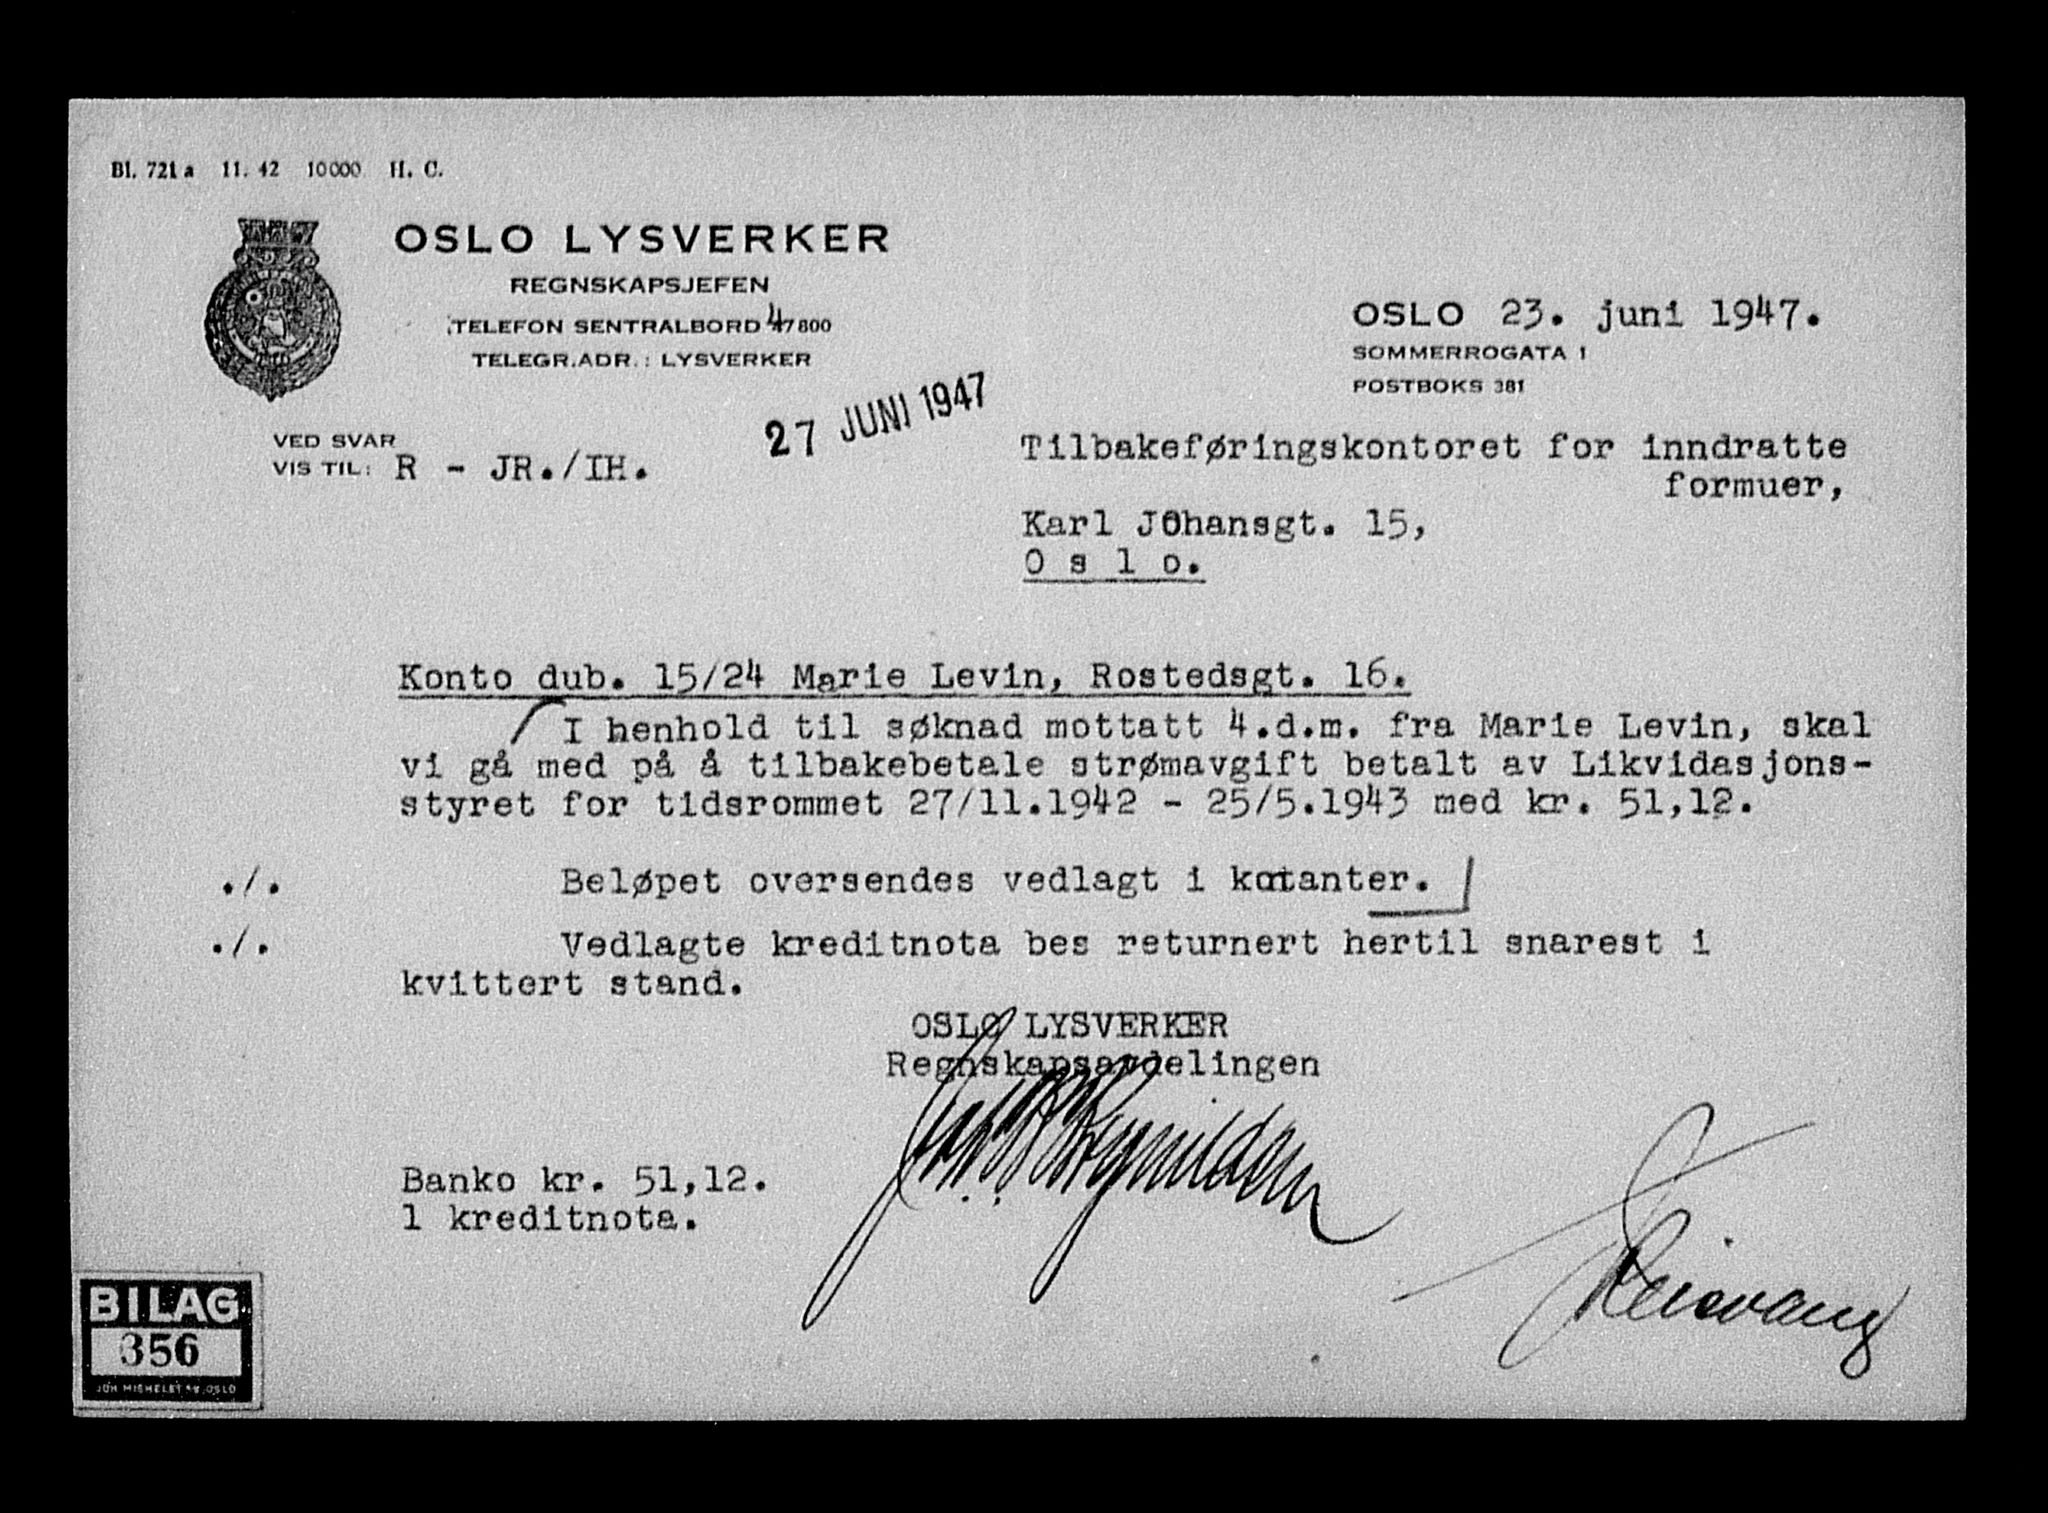 Bl. 721 a 11. 42 10000 H. C.
OSLO LYSVERKER
REGNSKAPSJEFEN
TELEFON SENTRALBORD 47800
TELEGR.ADR.: LYSVERKER
OSLO 23. juni 1947.
SOMMERROGATA 1
POSTBOKS 381
27 JUNI 1947
VED SVAR
VIS TIL: R - JR./IH.
Tilbakeføringskontoret for inndratte
formuer,
Karl JOhansgt. 15,
O s l o.
Konto dub. 15/24 Marie Levin, Rostedsgt. 16.
I henhold til søknad mottatt 4.d.m. fra Marie Levin, skal
vi gå med på å tilbakebetale strømavgift betalt av Likvidasjons-
styret for tidsrommet 27/11.1942 - 25/5.1943 med kr. 51,12.
./. Beløpet oversendes vedlagt i kontanter.
./. Vedlagte kreditnota bes returnert hertil snarest i
kvittert stand.
OSLO LYSVERKER
Regnskapsavdelingen
Banko kr. 51,12.
1 kreditnota.
BILAG
356
JOH MICHELET A/S, OSLO